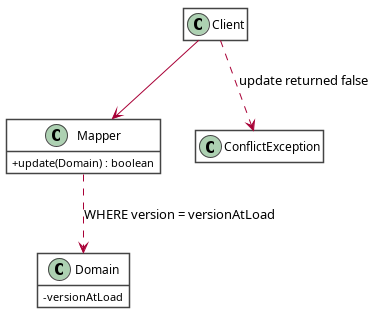 C Client
update returned false
C Mapper
+update(Domain) : boolean
C ConflictException
WHERE version = versionAtLoad
C Domain
-versionAtLoad